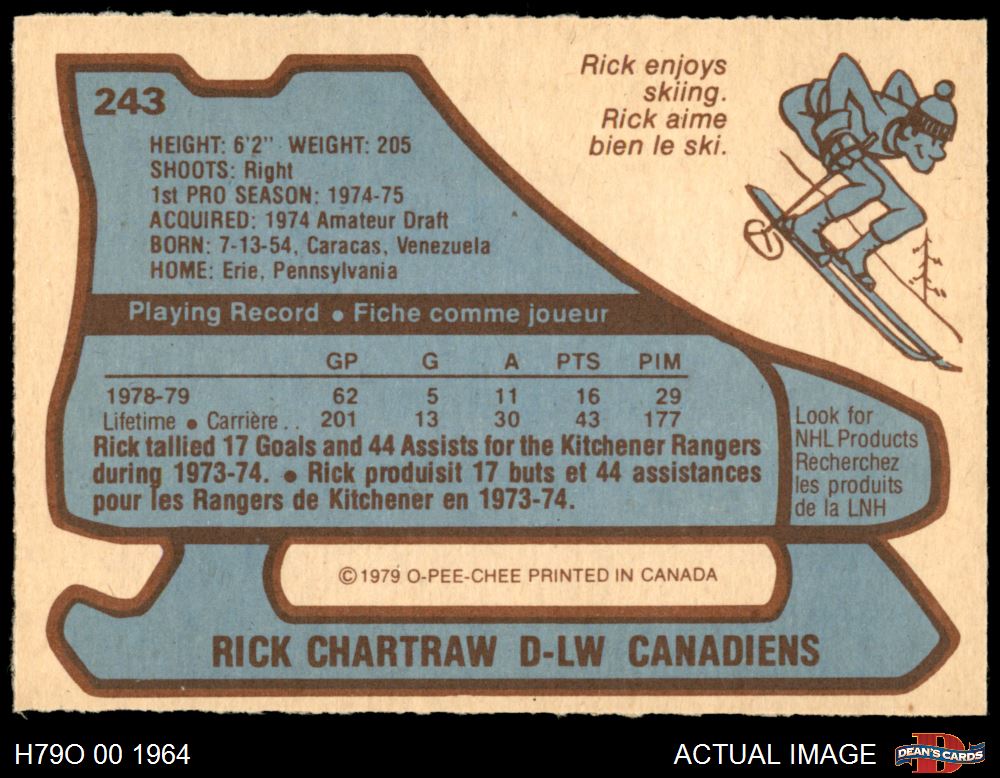 243
Rick enjoys
skiing.
Rick aime
bien le ski.
HEIGHT: 6'2" WEIGHT: 205
SHOOTS: Right
1st PRO SEASON: 1974-75
ACQUIRED: 1974 Amateur Draft
BORN: 7-13-54, Caracas, Venezuela
HOME: Erie, Pennsylvania
Playing Record • Fiche comme joueur
GP G A PTS PIM
1978-79 62 5 11 16 29
Lifetime • Carrière .. 201 13 30 43 177
Rick tallied 17 Goals and 44 Assists for the Kitchener Rangers
during 1973-74. • Rick produisit 17 buts et 44 assistances
pour les Rangers de Kitchener en 1973-74.
Look for
NHL Products
Recherchez
les produits
de la LNH
© 1979 O-PEE-CHEE PRINTED IN CANADA
RICK CHARTRAW D-LW CANADIENS
H79O 00 1964
ACTUAL IMAGE
DEAN'S CARDS